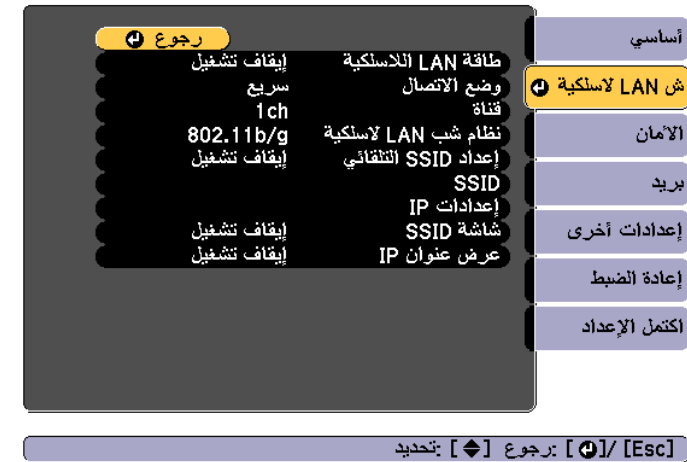 أساسي
ش LAN لاسلكية
الأمان
بريد
إعدادات أخرى
إعادة الضبط
اكتمل الإعداد
رجوع
طاقة LAN اللاسلكية إيقاف تشغيل
وضع الاتصال سريع
قناة 1ch
نظام شب LAN لاسلكية 802.11b/g
إعداد SSID التلقائي إيقاف تشغيل
SSID
إعدادات IP
شاشة SSID إيقاف تشغيل
عرض عنوان IP إيقاف تشغيل
[Esc] /[ ] :رجوع [ ] :تحديد